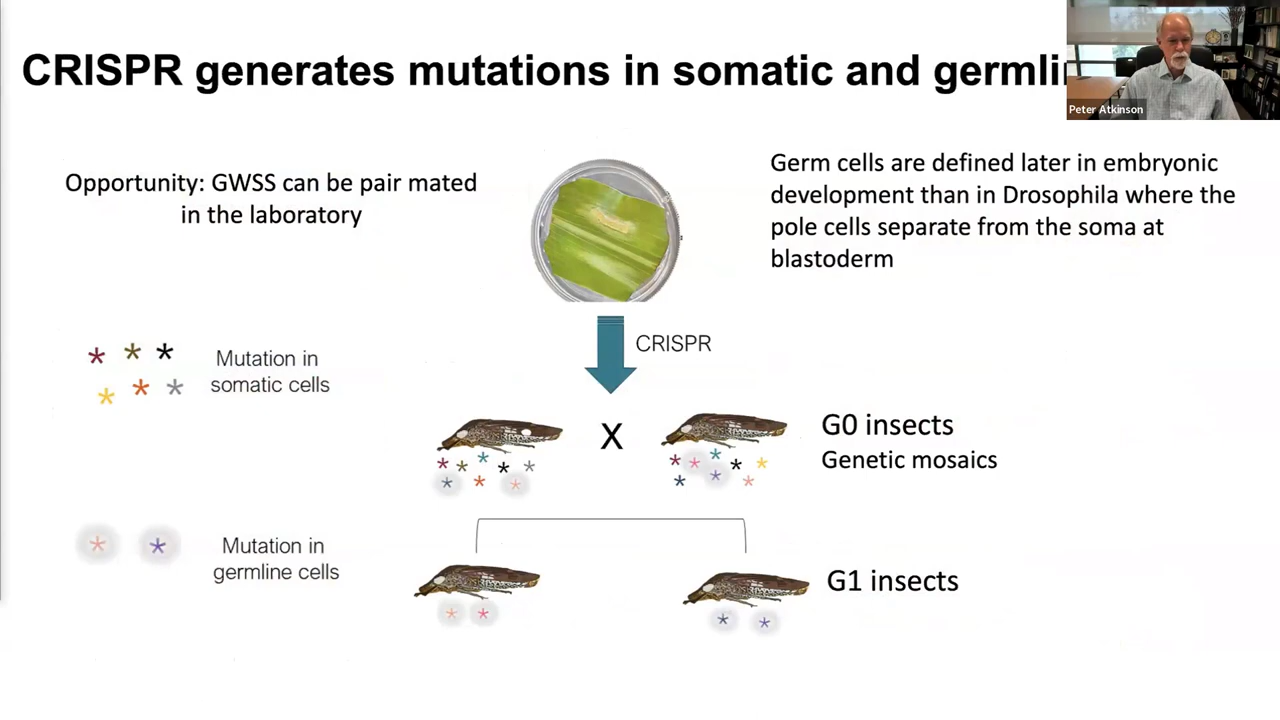 CRISPR generates mutations in somatic and germli
Peter Atkinson
Opportunity: GWSS can be pair mated
in the laboratory
Germ cells are defined later in embryonic
development than in Drosophila where the
pole cells separate from the soma at
blastoderm
CRISPR
Mutation in
somatic cells
X
G0 insects
Genetic mosaics
Mutation in
germline cells
G1 insects